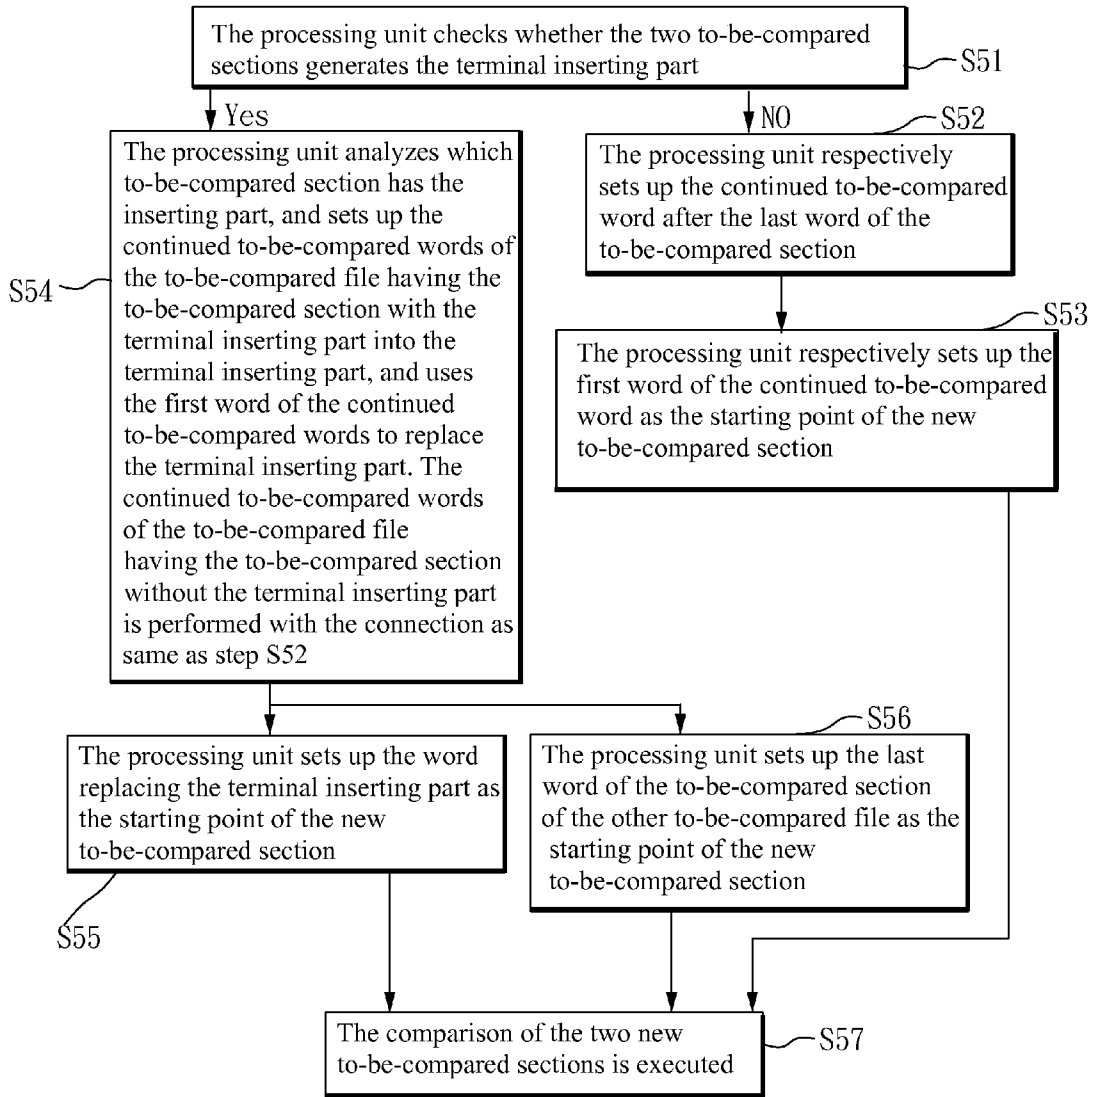 The processing unit checks whether the two to-be-compared
sections generates the terminal inserting part
S51
Yes
NO
S52
The processing unit respectively
sets up the continued to-be-compared
word after the last word of the
to-be-compared section
The processing unit analyzes which
to-be-compared section has the
inserting part, and sets up the
continued to-be-compared words of
the to-be-compared file having the
to-be-compared section with the
terminal inserting part into the
terminal inserting part, and uses
the first word of the continued
to-be-compared words to replace
the terminal inserting part. The
continued to-be-compared words
of the to-be-compared file
having the to-be-compared section
without the terminal inserting part
is performed with the connection as
same as step S52
S54
S53
The processing unit respectively sets up the
first word of the continued to-be-compared
word as the starting point of the new
to-be-compared section
The processing unit sets up the word
replacing the terminal inserting part as
the starting point of the new
to-be-compared section
S55
S56
The processing unit sets up the last
word of the to-be-compared section
of the other to-be-compared file as the
starting point of the new
to-be-compared section
The comparison of the two new
to-be-compared sections is executed
S57